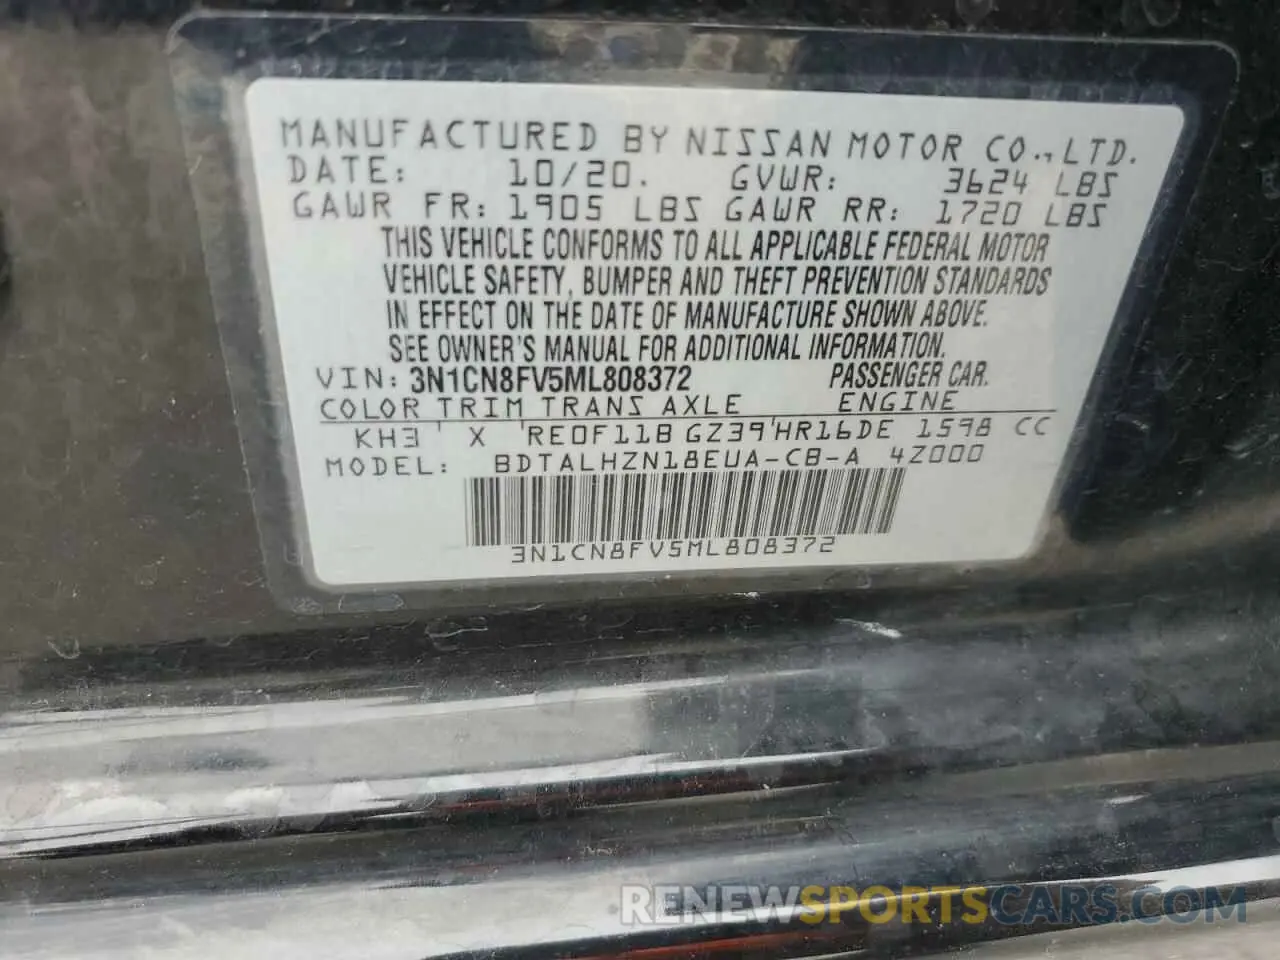 MANUFACTURED BY NISSAN MOTOR CO.,LTD.
DATE: 10/20. GVWR: 3624 LBS
GAWR FR: 1905 LBS GAWR RR: 1720 LBS
THIS VEHICLE CONFORMS TO ALL APPLICABLE FEDERAL MOTOR
VEHICLE SAFETY, BUMPER AND THEFT PREVENTION STANDARDS
IN EFFECT ON THE DATE OF MANUFACTURE SHOWN ABOVE.
SEE OWNER'S MANUAL FOR ADDITIONAL INFORMATION.
VIN: 3N1CN8FV5ML808372 PASSENGER CAR.
COLOR TRIM TRANS AXLE ENGINE
KH3 X RE0F11B GZ39 HR16DE 1598 CC
MODEL: BDTALHZN18EUA-CB-A 4Z000
3N1CN8FV5ML808372
RENEWSPORTSCARS.COM